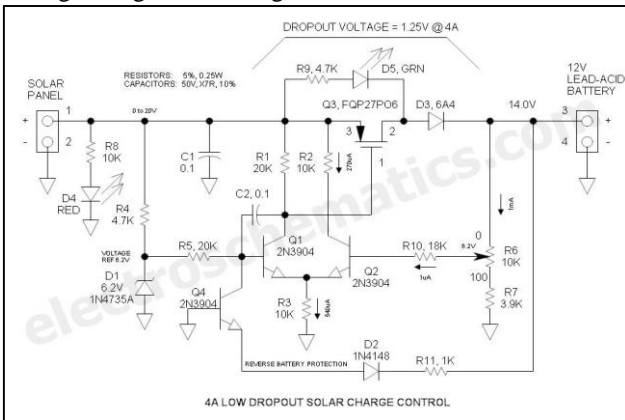 DROPOUT VOLTAGE = 1.25V @ 4A
R9, 4.7K
D5, GRN
SOLAR
PANEL
RESISTORS: 5%, 0.25W
CAPACITORS: 50V, X7R, 10%
12V
LEAD-ACID
BATTERY
Q3, FQP27PO6
D3, 6A4
14.0V
+
1
0 to 20V
3
2
3
+
-
2
1
4
-
R8
10K
C1
0.1
R1
20K
R2
10K
270uA
D4
RED
R4
4.7K
C2, 0.1
1mA
VOLTAGE
REF 6.2V
R5, 20K
Q1
2N3904
R10, 18K
6.2V
0
R6
10K
100
1uA
D1
6.2V
1N4735A
Q4
2N3904
Q2
2N3904
R3
10K
540uA
R7
3.9K
D2
1N4148
R11, 1K
REVERSE BATTERY PROTECTION
electroschematics.com
4A LOW DROPOUT SOLAR CHARGE CONTROL